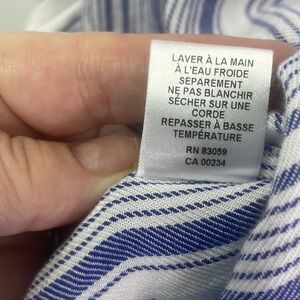 LAVER À LA MAIN
À L'EAU FROIDE
SEPAREMENT
NE PAS BLANCHIR
SÉCHER SUR UNE
CORDE
REPASSER À BASSE
TEMPÉRATURE
RN 83059
CA 00234